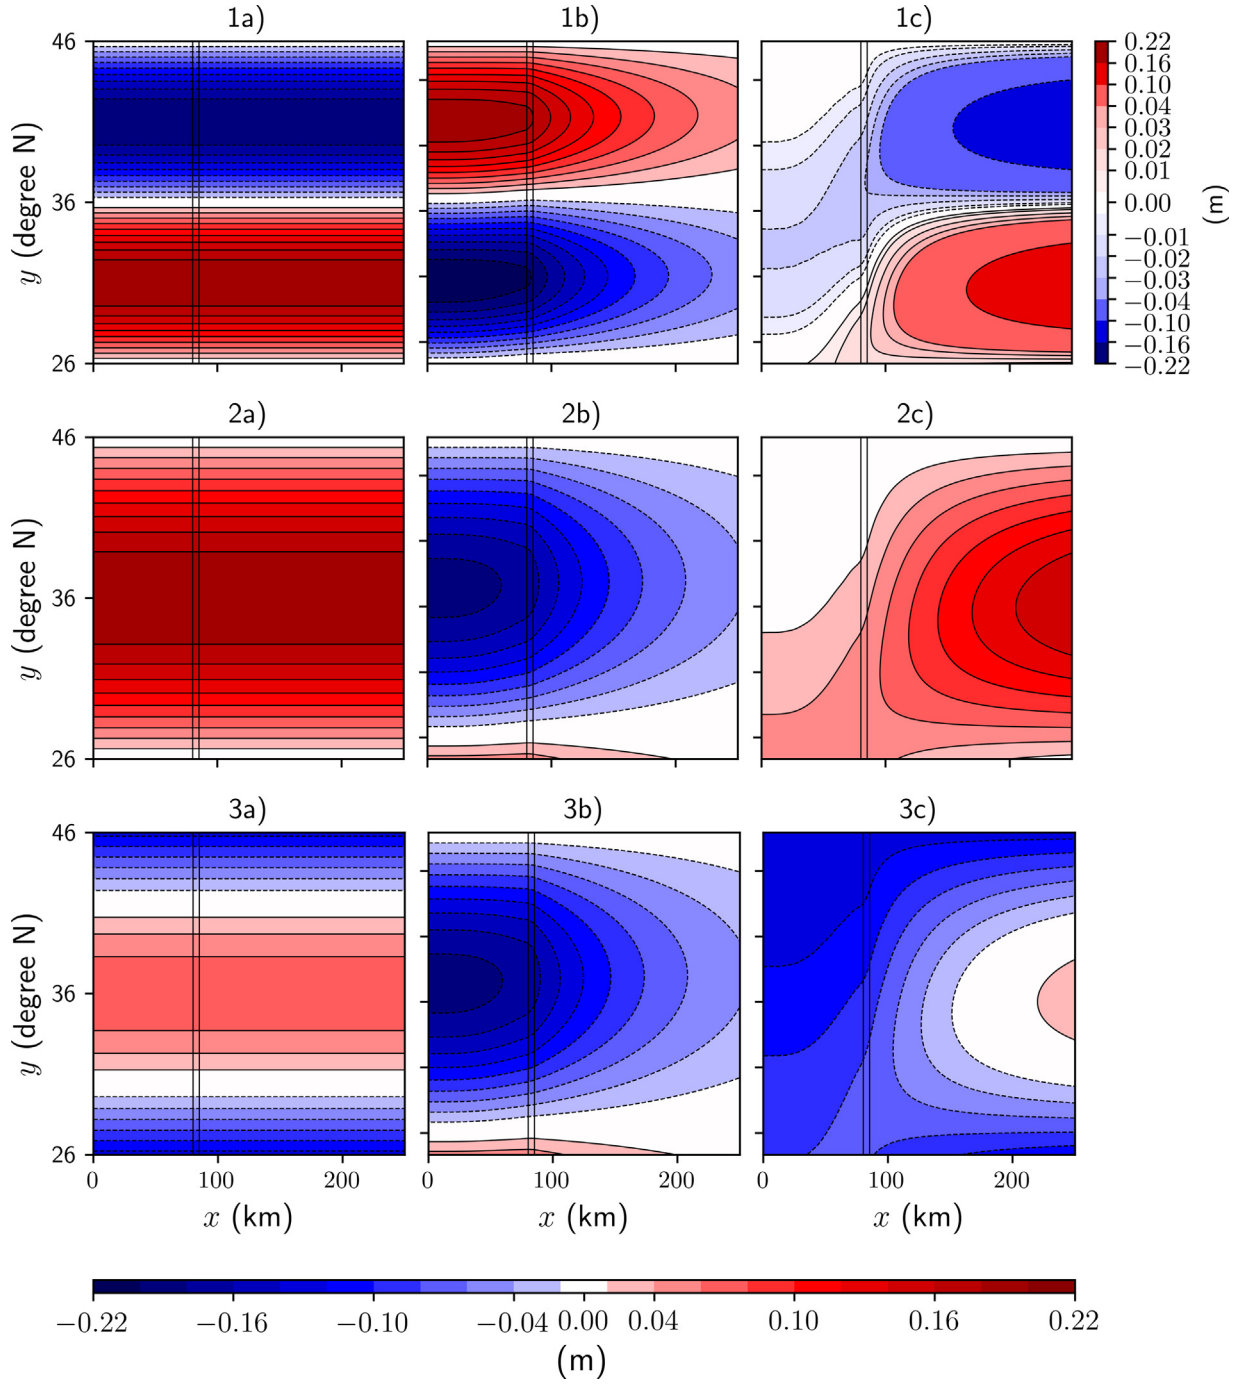 1a) 1b) 1c)
46
36
26
y (degree N)
0.22
0.16
0.10
0.04
0.03
0.02
0.01
0.00
−0.01
−0.02
−0.03
−0.04
−0.10
−0.16
−0.22
(m)
2a) 2b) 2c)
46
36
26
y (degree N)
3a) 3b) 3c)
46
36
26
y (degree N)
0 100 200 0 100 200 0 100 200
x (km) x (km) x (km)
−0.22 −0.16 −0.10 −0.04 0.00 0.04 0.10 0.16 0.22
(m)